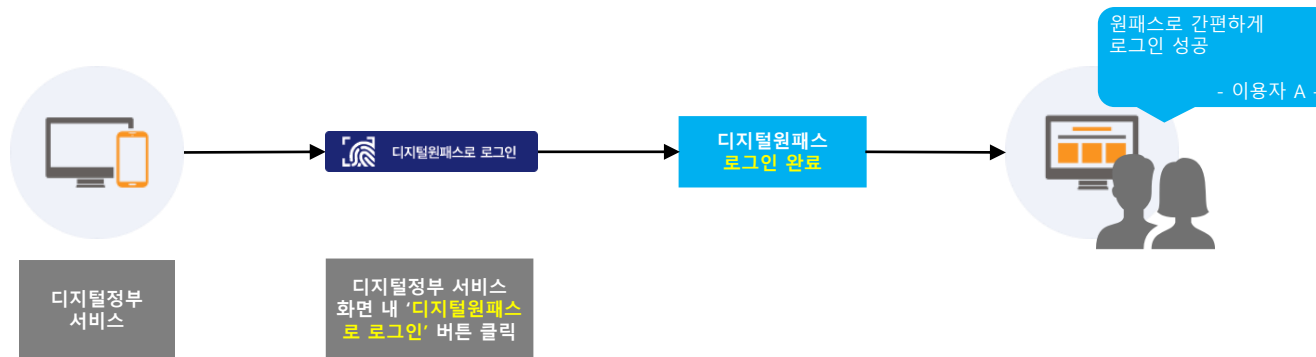 원패스로 간편하게
로그인 성공
- 이용자 A -
디지털원패스로 로그인
디지털원패스
로그인 완료
디지털정부
서비스
디지털정부 서비스
화면 내 ‘디지털원패스
로 로그인’ 버튼 클릭